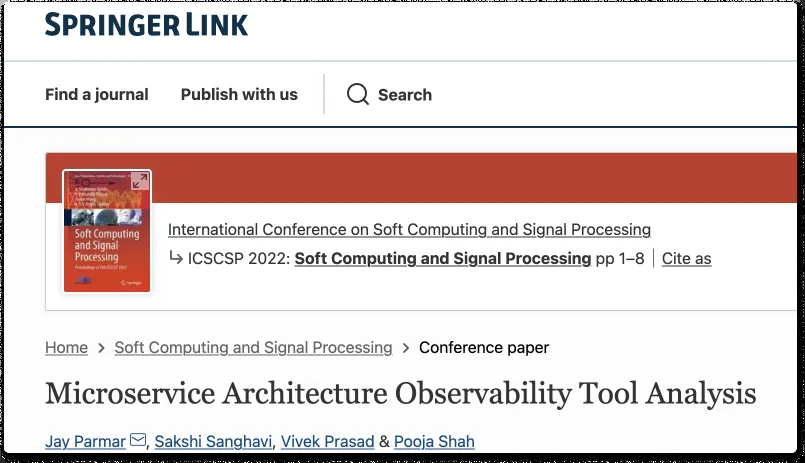 SPRINGER LINK
Find a journal Publish with us Search
Soft Computing
and Signal
Processing
International Conference on Soft Computing and Signal Processing
↳ ICSCSP 2022: Soft Computing and Signal Processing pp 1–8 | Cite as
Home > Soft Computing and Signal Processing > Conference paper
Microservice Architecture Observability Tool Analysis
Jay Parmar, Sakshi Sanghavi, Vivek Prasad & Pooja Shah